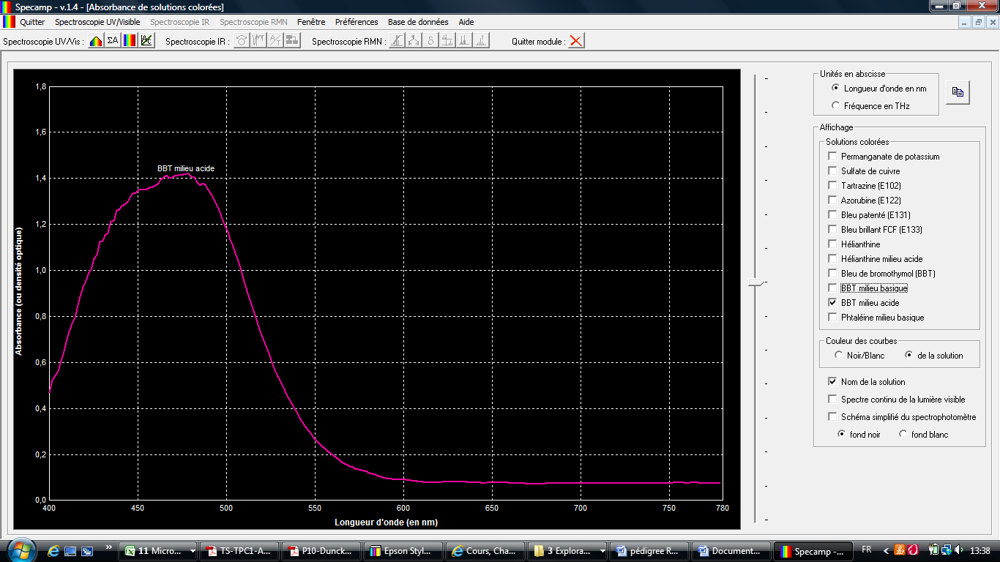 Specamp - v.1.4 - [Absorbance de solutions colorées]
Quitter Spectroscopie UV/Visible Spectroscopie IR Spectroscopie RMN Fenêtre Préférences Base de données Aide
Spectroscopie UV/Vis : ΣA Spectroscopie IR : Spectroscopie RMN : δ Quitter module :
Absorbance (ou densité optique)
1,8
1,6
1,4
1,2
1,0
0,8
0,6
0,4
0,2
0,0
BBT milieu acide
400 450 500 550 600 650 700 750 780
Longueur d'onde (en nm)
Unités en abscisse
Longueur d'onde en nm
Fréquence en THz
Affichage
Solutions colorées
Permanganate de potassium
Sulfate de cuivre
Tartrazine (E102)
Azorubine (E122)
Bleu patenté (E131)
Bleu brillant FCF (E133)
Hélianthine
Hélianthine milieu acide
Bleu de bromothymol (BBT)
BBT milieu basique
BBT milieu acide
Phtaléine milieu basique
Couleur des courbes
Noir/Blanc de la solution
Nom de la solution
Spectre continu de la lumière visible
Schéma simplifié du spectrophotomètre
fond noir fond blanc
» 11 Micro... TS-TPC1-A... P10-Dunck... Epson Styl... Cours, Cha... 3 Explora... pédigree R... Document... Specamp -... FR < 13:38